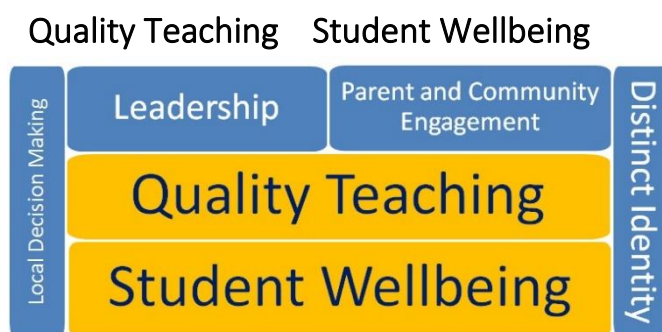 Quality Teaching Student Wellbeing
Local Decision Making
Leadership
Parent and Community
Engagement
Distinct Identity
Quality Teaching
Student Wellbeing